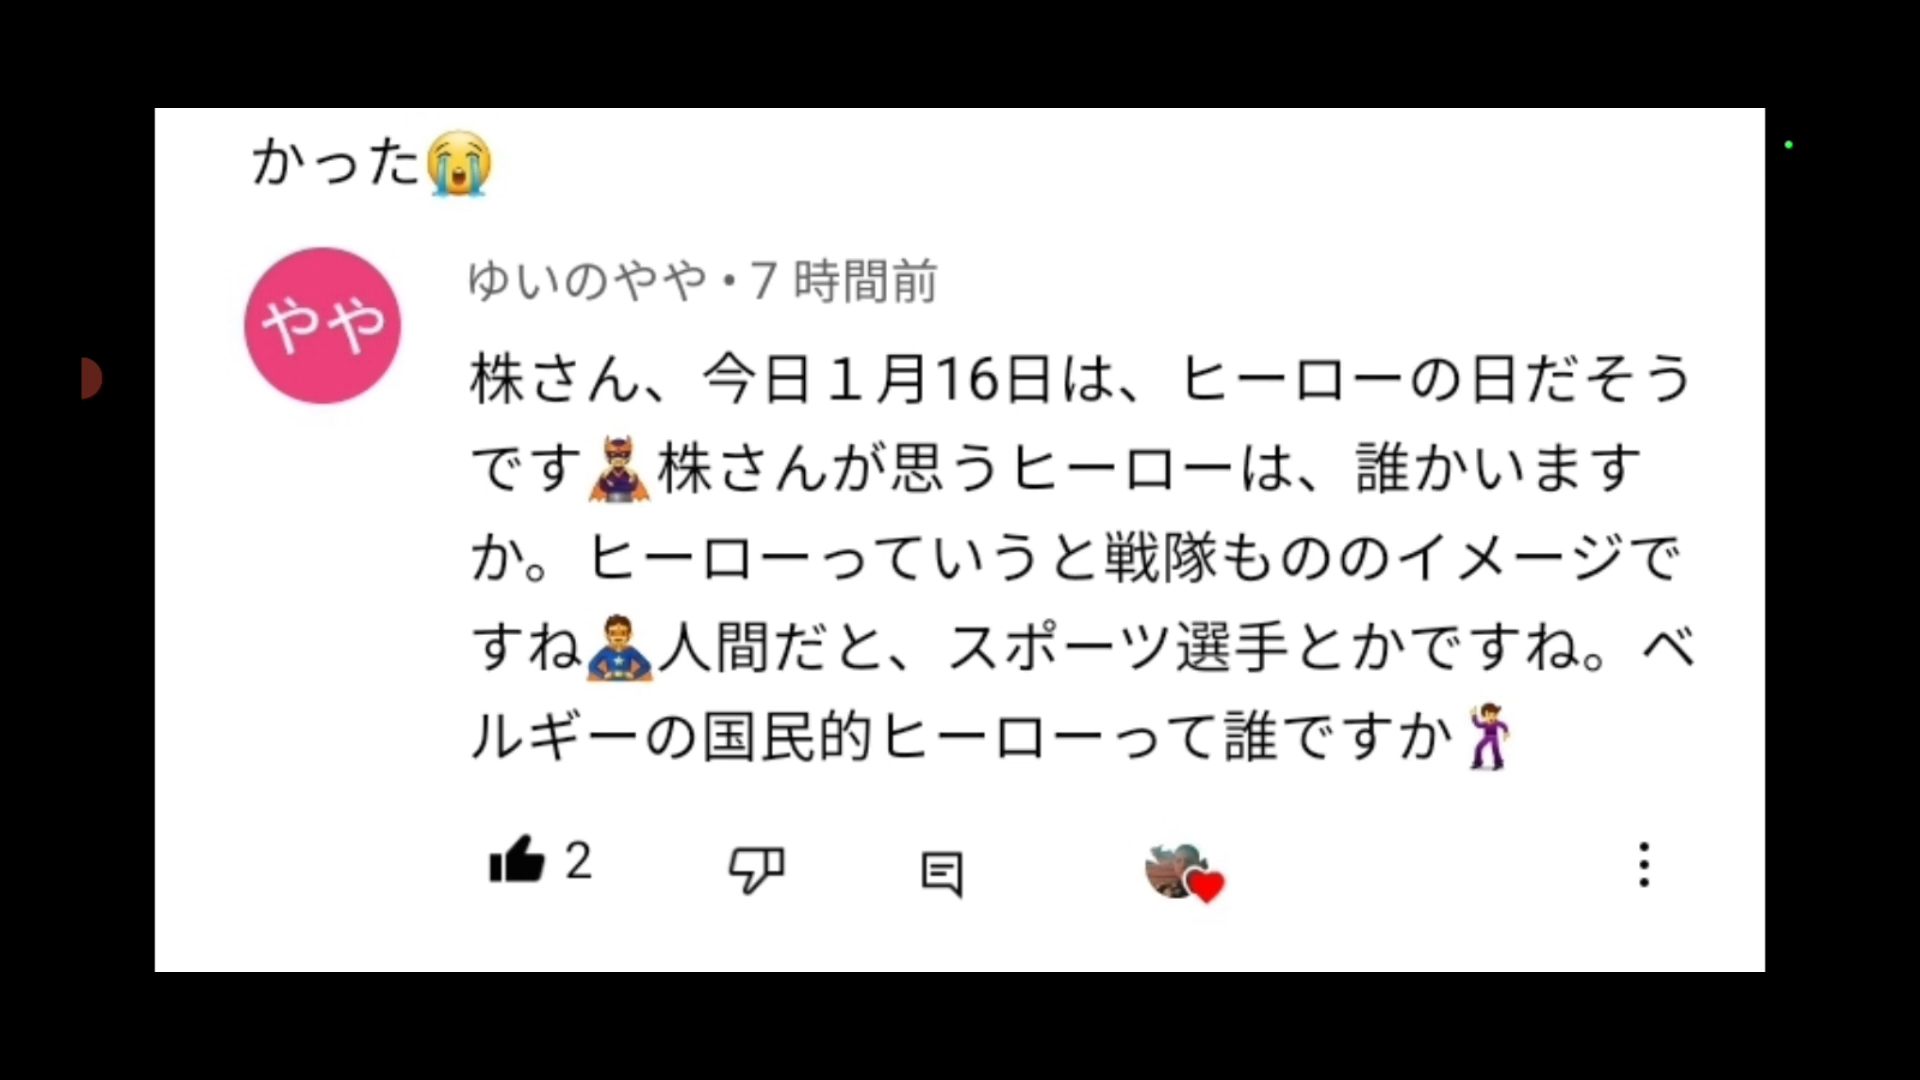 かった😭
やや
ゆいのやや・7 時間前
株さん、今日１月16日は、ヒーローの日だそう
です🦹株さんが思うヒーローは、誰かいます
か。ヒーローっていうと戦隊もののイメージで
すね🦸人間だと、スポーツ選手とかですね。ベ
ルギーの国民的ヒーローって誰ですか🕺
2